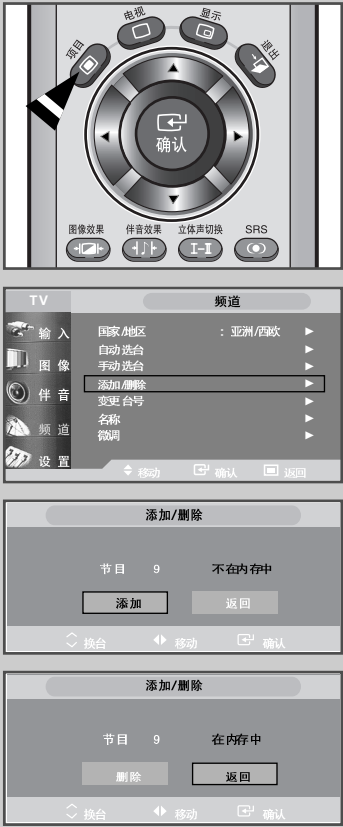 电视
显示
项目
退出
确认
图像效果 伴音效果 立体声切换 SRS
I-II
TV 频道
输入
图像
伴音
频道
设置
国家/地区 : 亚洲/西欧
自动选台
手动选台
添加/删除
变更台号
名称
微调
移动 确认 返回
添加/删除
节目 9 不在内存中
添加 返回
换台 移动 确认
添加/删除
节目 9 在内存中
删除 返回
换台 移动 确认